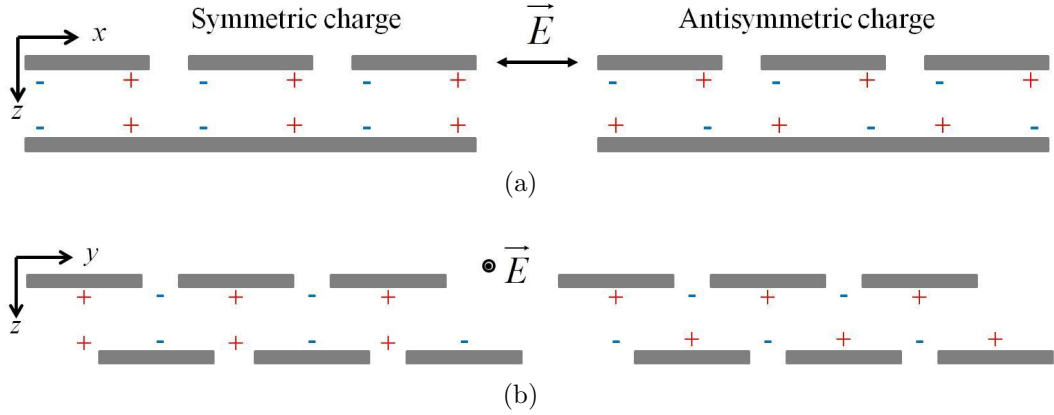 Symmetric charge E Antisymmetric charge
x
- + - + - + - + - + - +
z
- + - + - + + - + - + -
(a)
y E
+ - + - + + - + - +
z
+ - + - + - - + - + - +
(b)